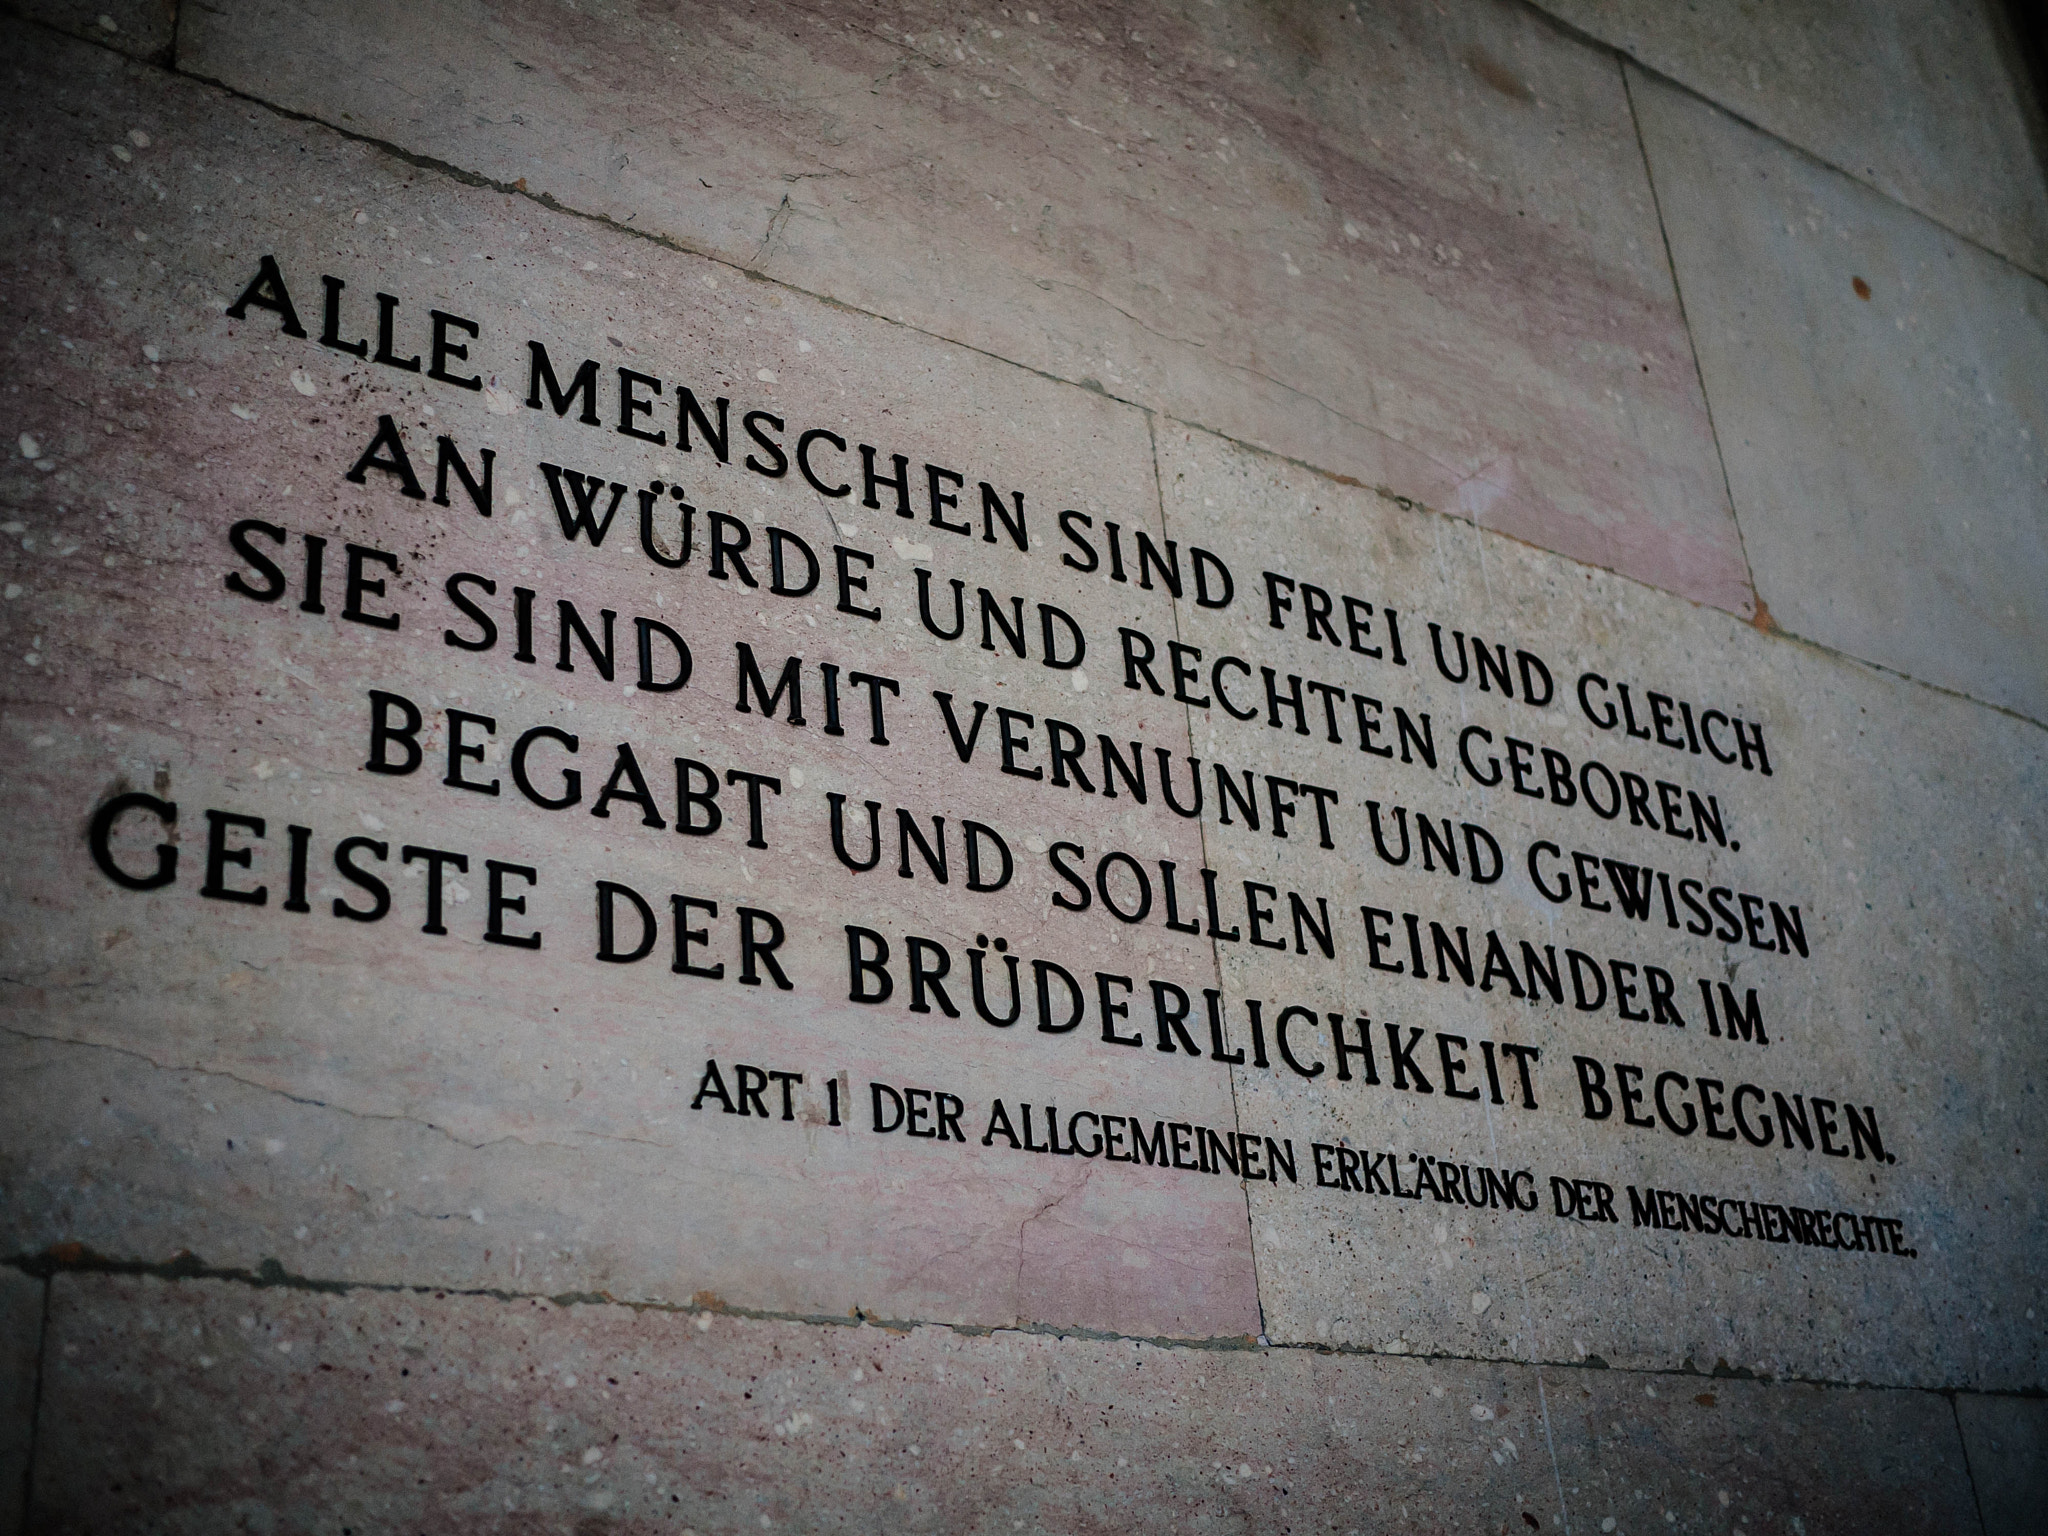 ALLE MENSCHEN SIND FREI UND GLEICH
AN WÜRDE UND RECHTEN GEBOREN.
SIE SIND MIT VERNUNFT UND GEWISSEN
BEGABT UND SOLLEN EINANDER IM
GEISTE DER BRÜDERLICHKEIT BEGEGNEN.
ART 1 DER ALLGEMEINEN ERKLÄRUNG DER MENSCHENRECHTE.